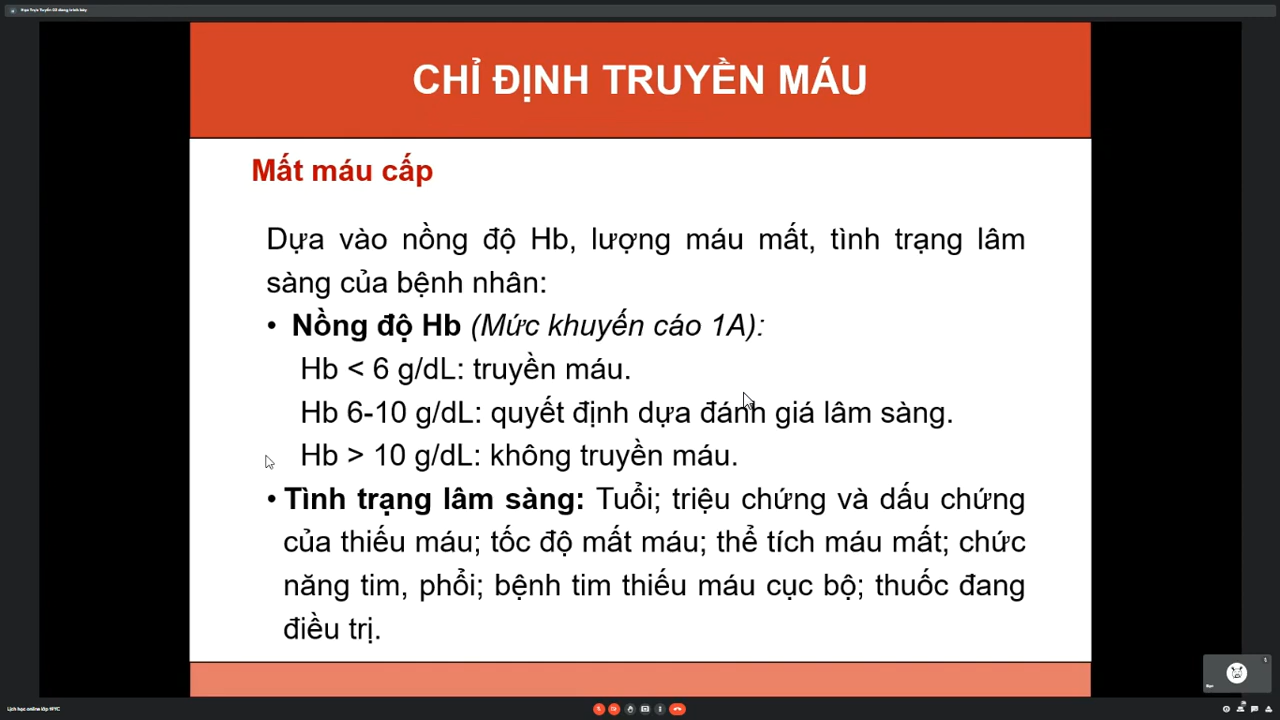 CHỈ ĐỊNH TRUYỀN MÁU
Mất máu cấp
Dựa vào nồng độ Hb, lượng máu mất, tình trạng lâm
sàng của bệnh nhân:
• Nồng độ Hb (Mức khuyến cáo 1A):
Hb < 6 g/dL: truyền máu.
Hb 6-10 g/dL: quyết định dựa đánh giá lâm sàng.
Hb > 10 g/dL: không truyền máu.
• Tình trạng lâm sàng: Tuổi; triệu chứng và dấu chứng
của thiếu máu; tốc độ mất máu; thể tích máu mất; chức
năng tim, phổi; bệnh tim thiếu máu cục bộ; thuốc đang
điều trị.